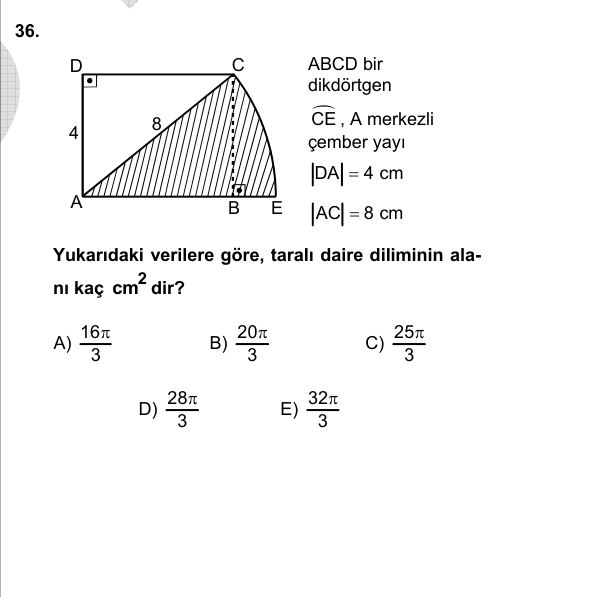 36.
D
C
8
4
A
B
E
ABCD bir
dikdörtgen
CE , A merkezli
çember yayı
|DA| = 4 cm
|AC| = 8 cm
Yukarıdaki verilere göre, taralı daire diliminin ala-
nı kaç cm² dir?
A) 16π/3 B) 20π/3 C) 25π/3
D) 28π/3 E) 32π/3